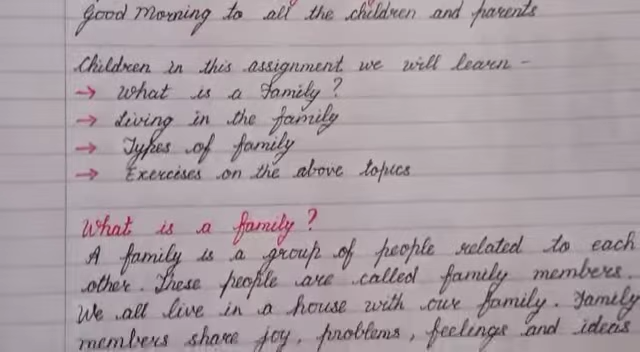 Good Morning to all the children and parents
Children in this assignment we will learn -
→ What is a Family?
→ Living in the family
→ Types of family
→ Exercises on the above topics
What is a family?
A family is a group of people related to each
other. These people are called family members.
We all live in a house with our family. Family
members share joy, problems, feelings and ideas